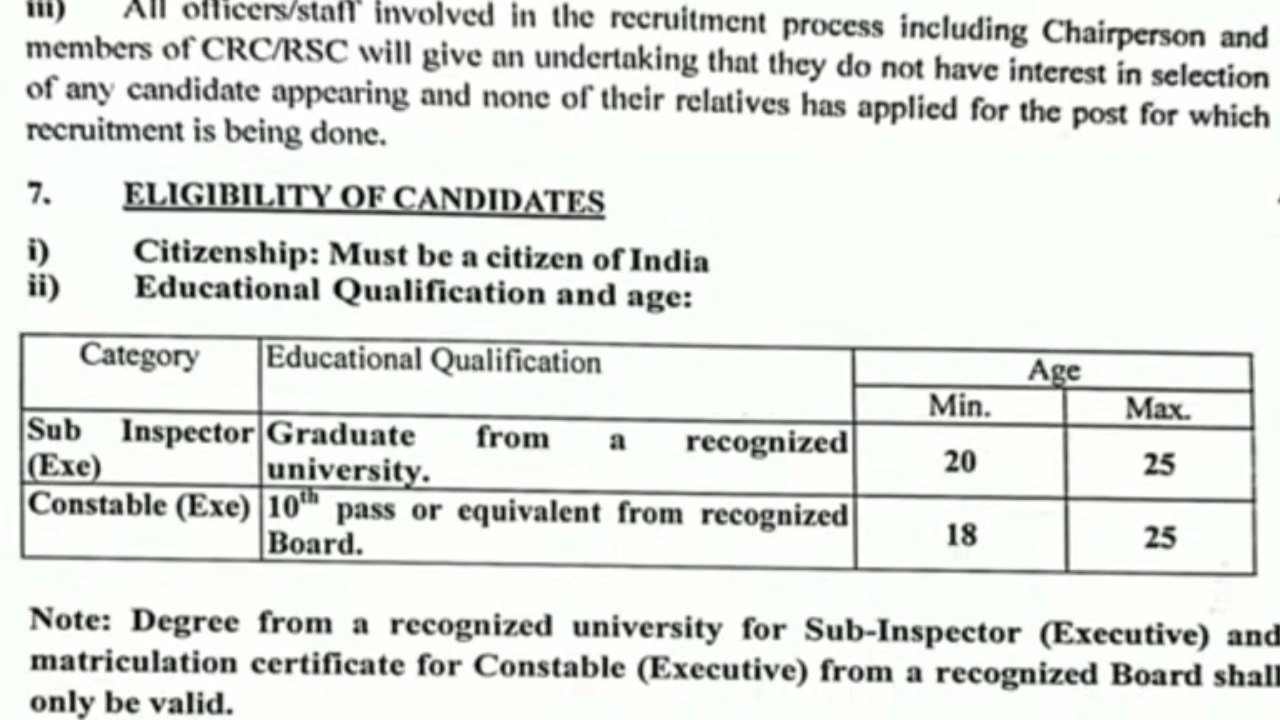 iii) All officers/staff involved in the recruitment process including Chairperson and
members of CRC/RSC will give an undertaking that they do not have interest in selection
of any candidate appearing and none of their relatives has applied for the post for which
recruitment is being done.
7. ELIGIBILITY OF CANDIDATES
i) Citizenship: Must be a citizen of India
ii) Educational Qualification and age:
Category Educational Qualification Age
Min. Max.
Sub Inspector Graduate from a recognized
(Exe) university. 20 25
Constable (Exe) 10th pass or equivalent from recognized
Board. 18 25
Note: Degree from a recognized university for Sub-Inspector (Executive) and
matriculation certificate for Constable (Executive) from a recognized Board shall
only be valid.